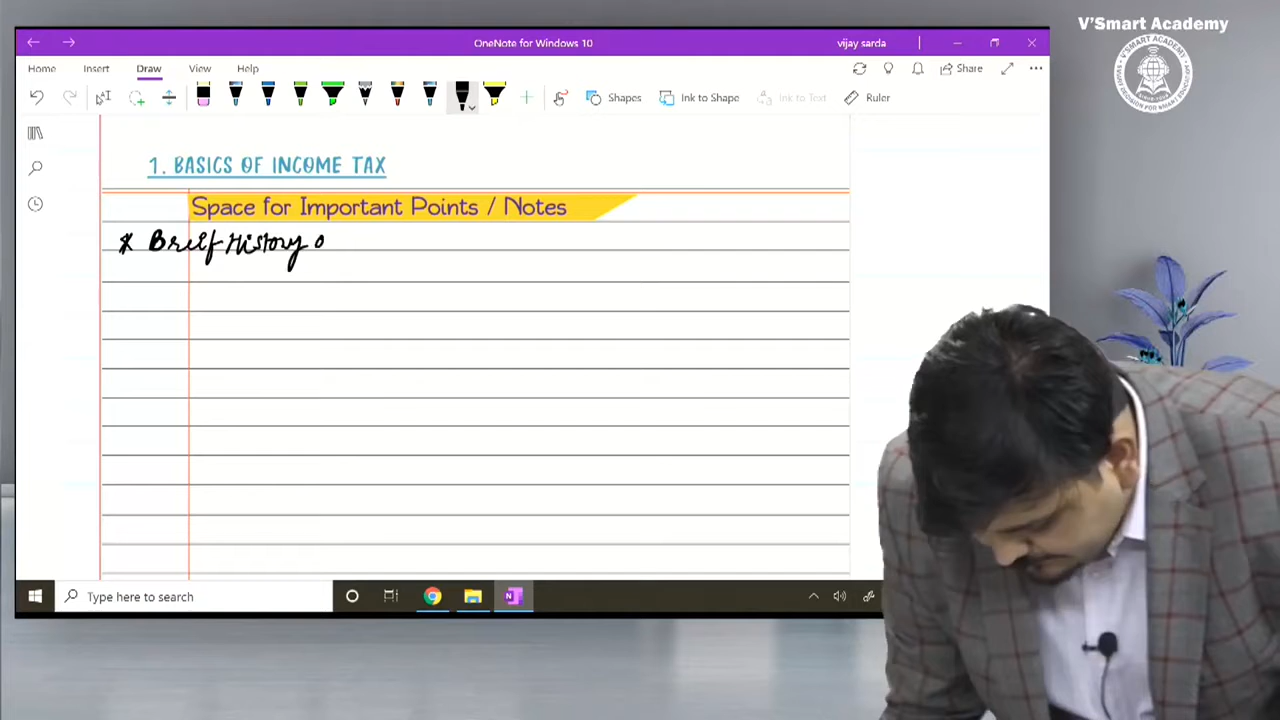 V'Smart Academy
OneNote for Windows 10
vijay sarda
Home
Insert
Draw
View
Help
Share
Shapes
Ink to Shape
Ink to Text
Ruler
1. BASICS OF INCOME TAX
Space for Important Points / Notes
* Brief History o
Type here to search